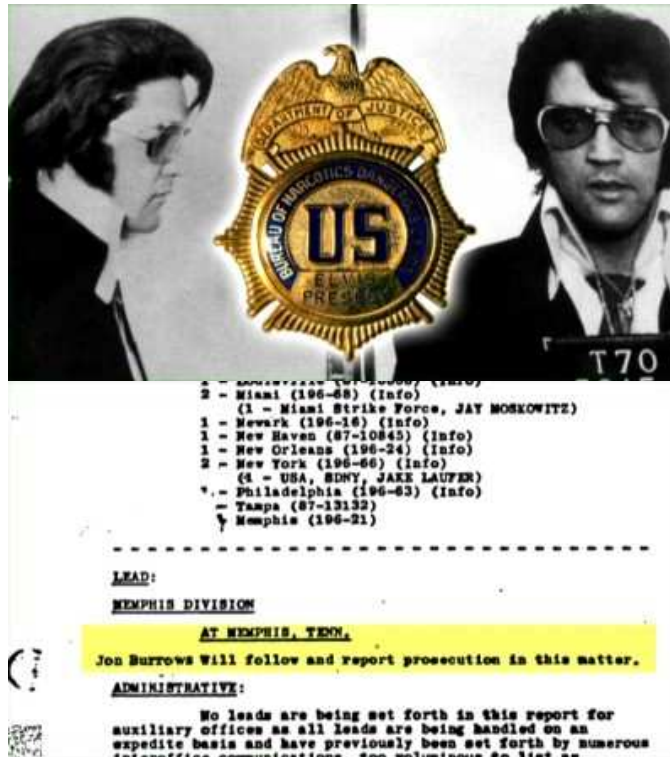 DEPARTMENT OF JUSTICE
BUREAU OF NARCOTICS
US
ELVIS
T70
2 - Miami (196-68) (Info)
(1 - Miami Strike Force, JAY MOSKOWITZ)
1 - Newark (196-16) (Info)
1 - New Haven (87-10845) (Info)
1 - New Orleans (196-24) (Info)
2 - New York (196-66) (Info)
(1 - USA, SDNY, JAKE LAUFER)
- Philadelphia (196-63) (Info)
- Tampa (87-13132)
Memphis (196-21)
LEAD:
MEMPHIS DIVISION
AT MEMPHIS, TENN.
Jon Burrows Will follow and report prosecution in this matter.
ADMINISTRATIVE:
No leads are being set forth in this report for
auxiliary offices as all leads are being handled on an
expedite basis and have previously been set forth by numerous